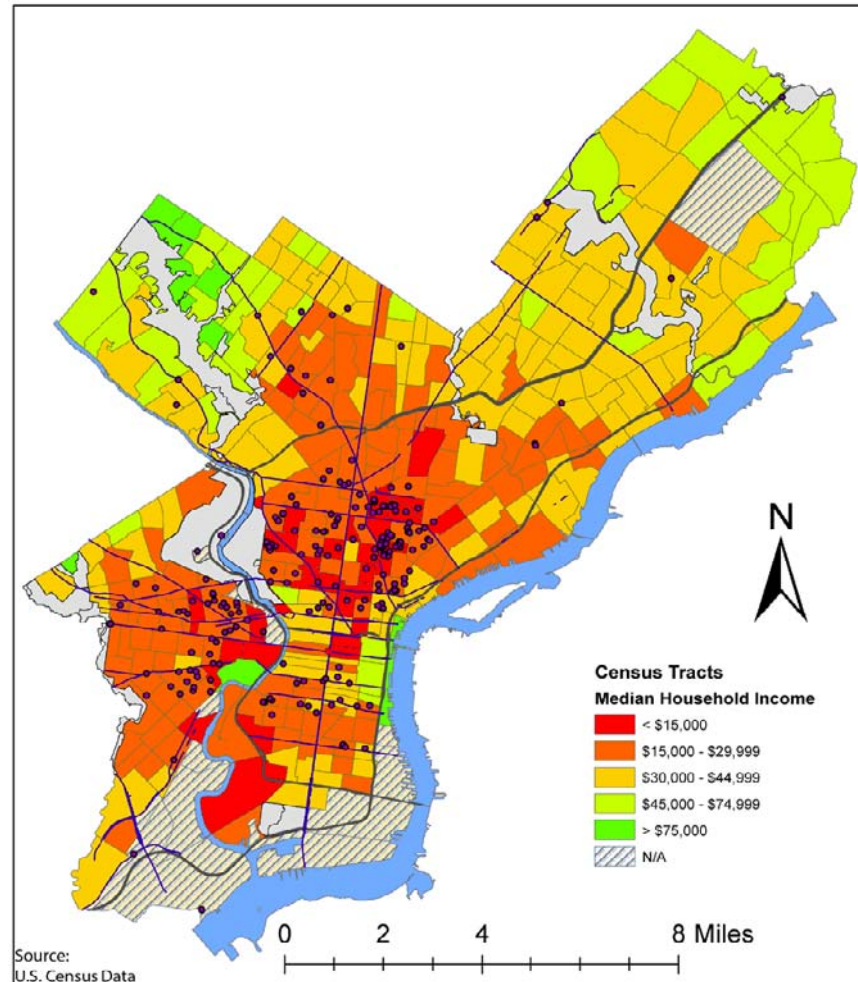 N
Census Tracts
Median Household Income
< $15,000
$15,000 - $29,999
$30,000 - $44,999
$45,000 - $74,999
> $75,000
N/A
0 2 4 8 Miles
Source:
U.S. Census Data